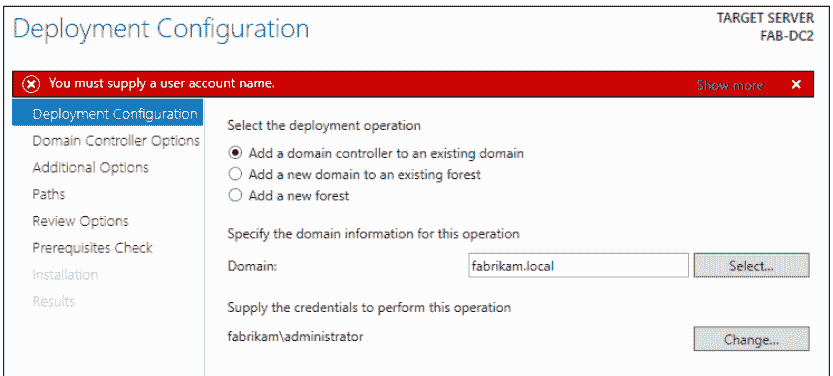 Deployment Configuration
TARGET SERVER
FAB-DC2
You must supply a user account name.
Show more
Deployment Configuration
Domain Controller Options
Additional Options
Paths
Review Options
Prerequisites Check
Installation
Results
Select the deployment operation
Add a domain controller to an existing domain
Add a new domain to an existing forest
Add a new forest
Specify the domain information for this operation
Domain: fabrikam.local Select...
Supply the credentials to perform this operation
fabrikam\administrator Change...